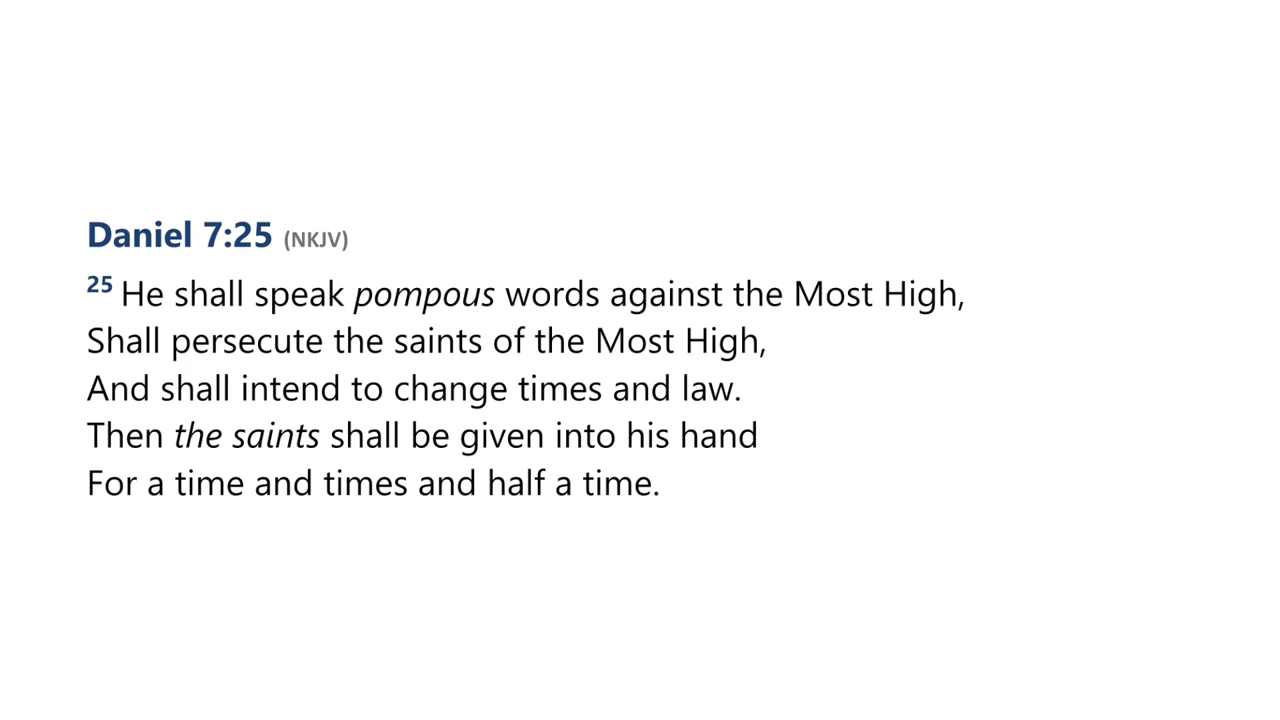 Daniel 7:25 (NKJV)
25 He shall speak pompous words against the Most High,
Shall persecute the saints of the Most High,
And shall intend to change times and law.
Then the saints shall be given into his hand
For a time and times and half a time.